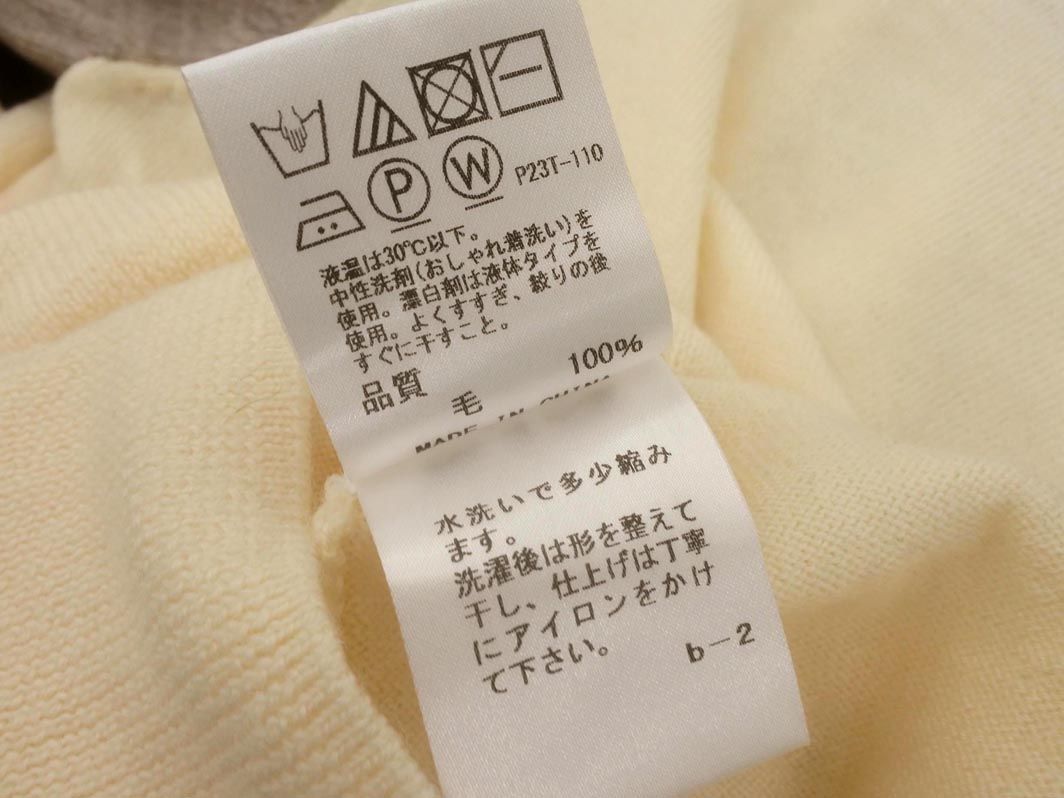 P W P23T-110
液温は30℃以下。
中性洗剤(おしゃれ着洗い)を
使用。漂白剤は液体タイプを
使用。よくすすぎ、絞りの後
すぐに干すこと。
品質
毛 100%
MADE IN CHINA
水洗いで多少縮み
ます。
洗濯後は形を整えて
干し、仕上げは丁寧
にアイロンをかけ
て下さい。
b-2